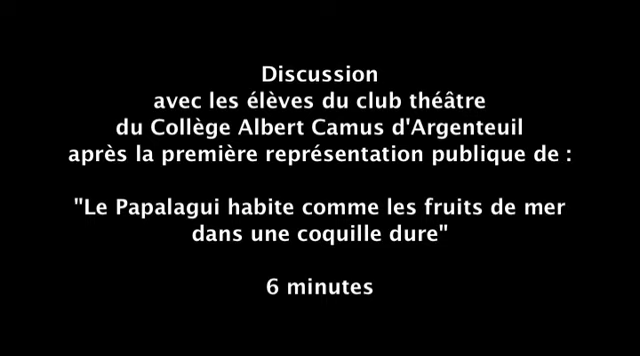 Discussion
avec les élèves du club théâtre
du Collège Albert Camus d'Argenteuil
après la première représentation publique de :
"Le Papalagui habite comme les fruits de mer
dans une coquille dure"
6 minutes